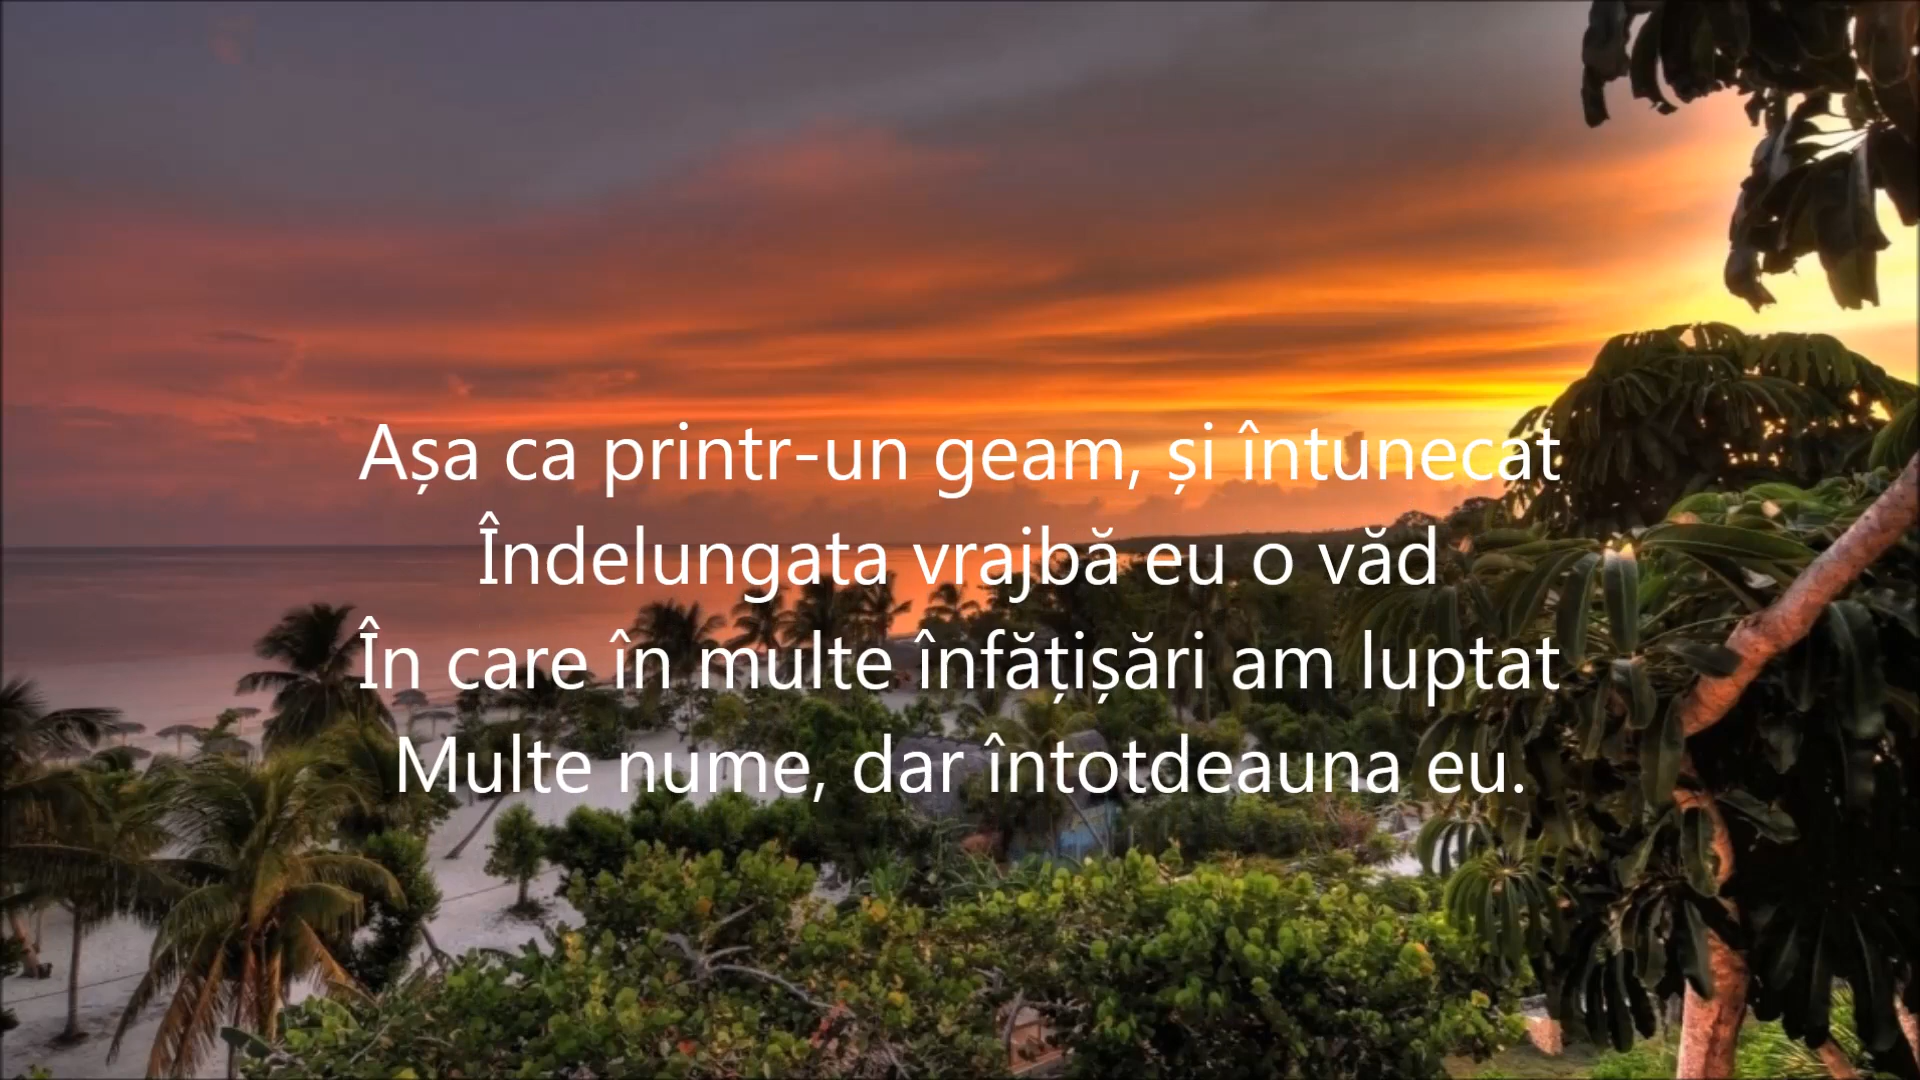 Așa ca printr-un geam, și întunecat
Îndelungata vrajbă eu o văd
În care în multe înfățișări am luptat
Multe nume, dar întotdeauna eu.